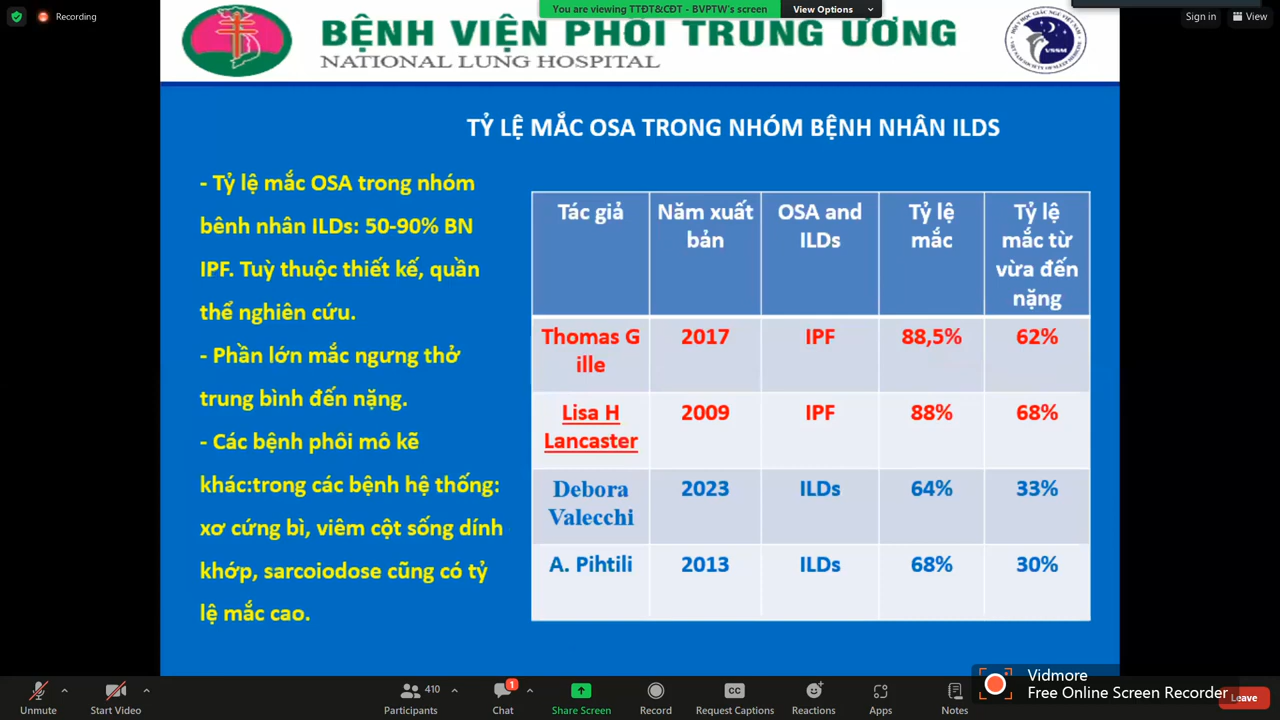 You are viewing TTĐT&CĐT - BVPTW's screen
View Options
Recording
Sign in
View
BỆNH VIỆN PHỔI TRUNG ƯƠNG
NATIONAL LUNG HOSPITAL
VSSM
TỶ LỆ MẮC OSA TRONG NHÓM BỆNH NHÂN ILDS
- Tỷ lệ mắc OSA trong nhóm
bênh nhân ILDs: 50-90% BN
IPF. Tuỳ thuộc thiết kế, quần
thể nghiên cứu.
- Phần lớn mắc ngưng thở
trung bình đến nặng.
- Các bệnh phôi mô kẽ
khác:trong các bệnh hệ thống:
xơ cứng bì, viêm cột sống dính
khớp, sarcoiodose cũng có tỷ
lệ mắc cao.
Tác giả
Năm xuất
bản
OSA and
ILDs
Tỷ lệ
mắc
Tỷ lệ
mắc từ
vừa đến
nặng
Thomas G
ille
2017
IPF
88,5%
62%
Lisa H
Lancaster
2009
IPF
88%
68%
Debora
Valecchi
2023
ILDs
64%
33%
A. Pihtili
2013
ILDs
68%
30%
Unmute
Start Video
410
Participants
1
Chat
Share Screen
Record
CC
Request Captions
Reactions
Apps
Notes
Vidmore
Free Online Screen Recorder
Leave